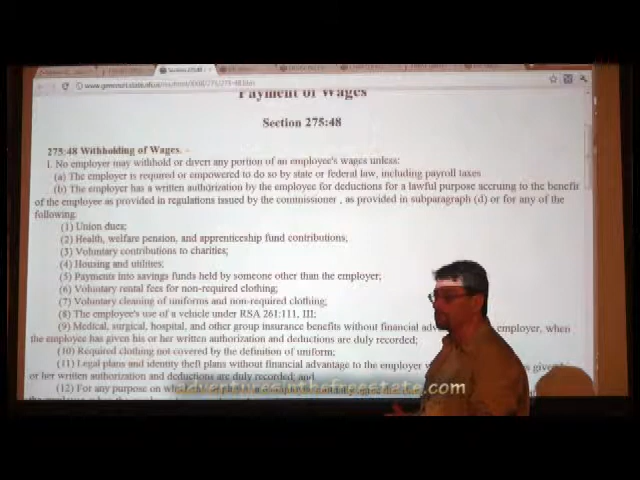 Section 275:48
Payment of Wages
Section 275:48
275:48 Withholding of Wages. –
I. No employer may withhold or divert any portion of an employee's wages unless:
(a) The employer is required or empowered to do so by state or federal law, including payroll taxes
(b) The employer has a written authorization by the employee for deductions for a lawful purpose accruing to the benefit
of the employee as provided in regulations issued by the commissioner , as provided in subparagraph (d) or for any of the
following:
(1) Union dues;
(2) Health, welfare pension, and apprenticeship fund contributions;
(3) Voluntary contributions to charities;
(4) Housing and utilities;
(5) Payments into savings funds held by someone other than the employer;
(6) Voluntary rental fees for non-required clothing;
(7) Voluntary cleaning of uniforms and non-required clothing;
(8) The employee's use of a vehicle under RSA 261:111, III;
(9) Medical, surgical, hospital, and other group insurance benefits without financial employer, when
the employee has given his or her written authorization and deductions are duly recorded;
(10) Required clothing not covered by the definition of uniform;
(11) Legal plans and identity theft plans without financial advantage to the employer given
or her written authorization and deductions are duly recorded; and
(12) For any purpose on